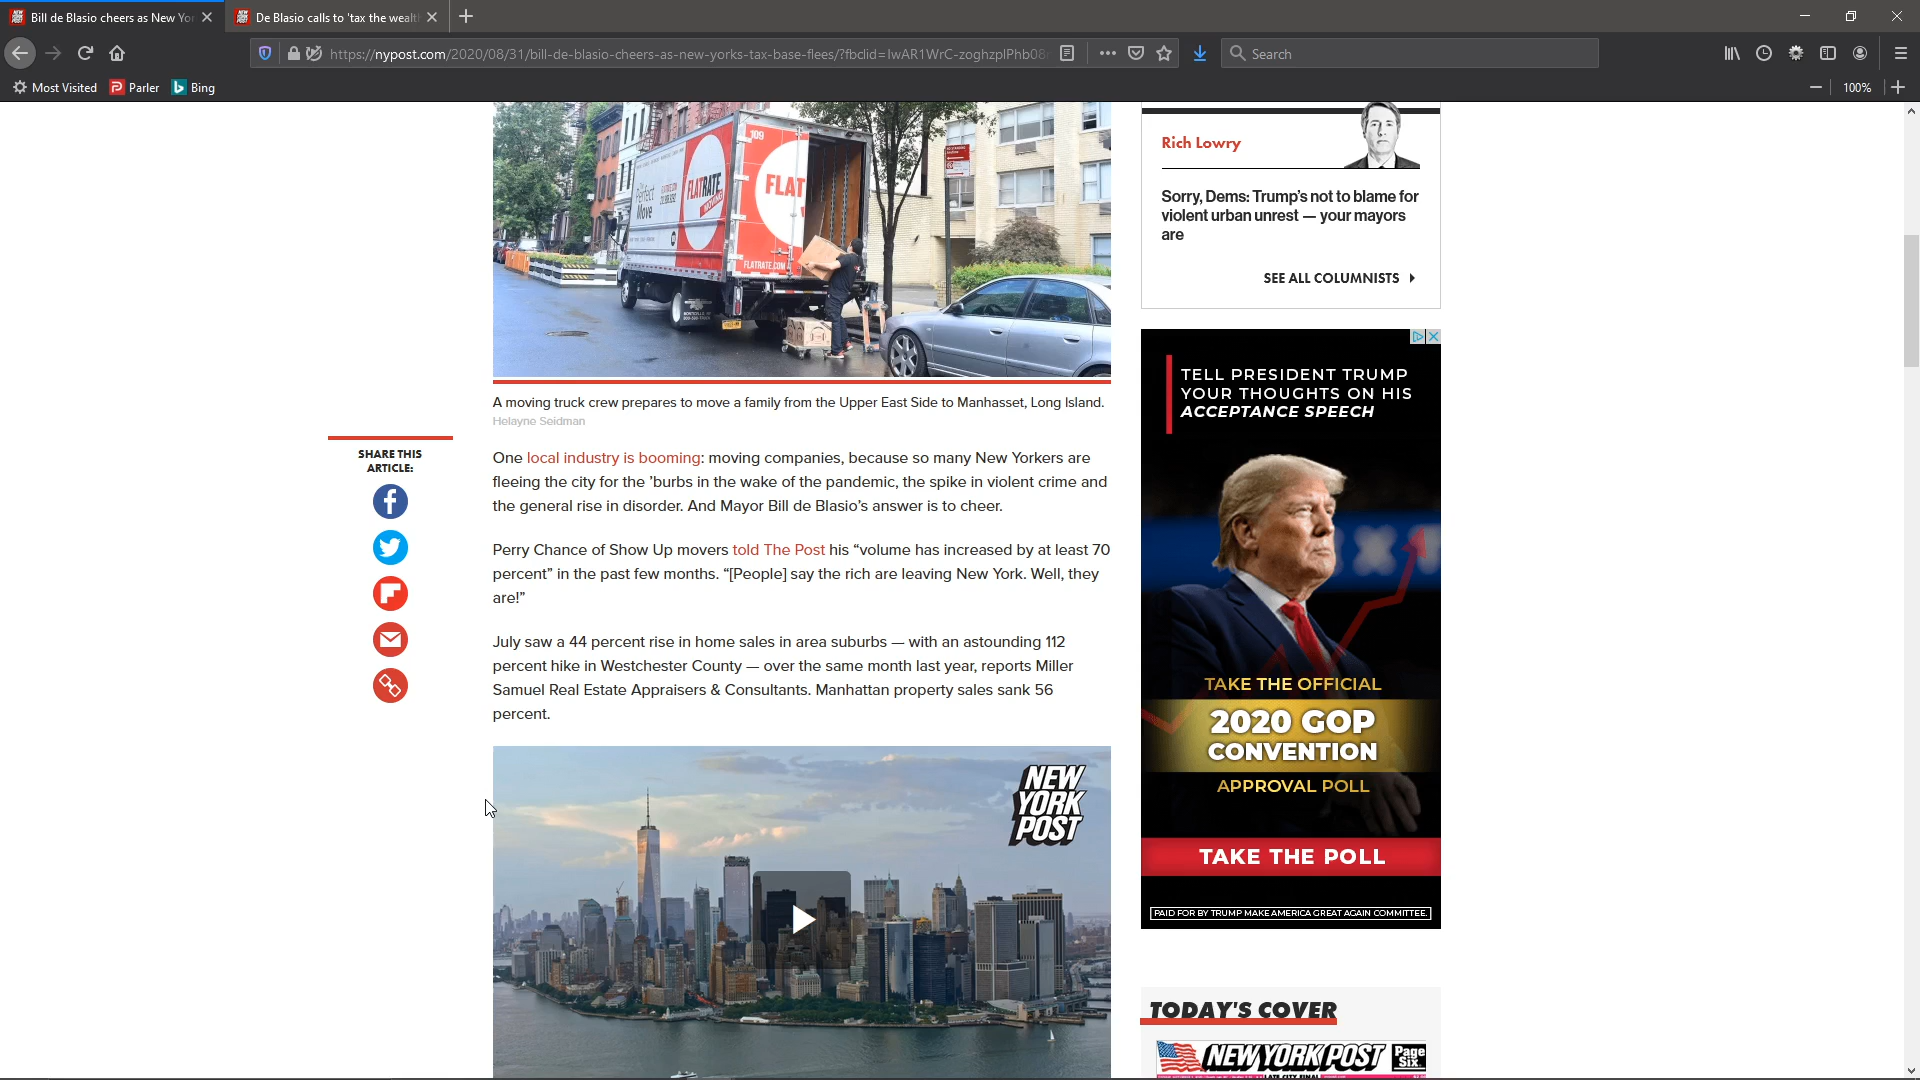 Bill de Blasio cheers as New Yor
De Blasio calls to 'tax the wealt
https://nypost.com/2020/08/31/bill-de-blasio-cheers-as-new-yorks-tax-base-flees/?fbclid=IwAR1WrC-zoghzplPhb08
Search
Most Visited
Parler
Bing
100%
109
FLATRATE
MOVING
Perfect
Move
FLAT
FLATRATE.COM
A moving truck crew prepares to move a family from the Upper East Side to Manhasset, Long Island.
Helayne Seidman
SHARE THIS
ARTICLE:
One local industry is booming: moving companies, because so many New Yorkers are
fleeing the city for the ’burbs in the wake of the pandemic, the spike in violent crime and
the general rise in disorder. And Mayor Bill de Blasio’s answer is to cheer.
Perry Chance of Show Up movers told The Post his “volume has increased by at least 70
percent” in the past few months. “[People] say the rich are leaving New York. Well, they
are!”
July saw a 44 percent rise in home sales in area suburbs — with an astounding 112
percent hike in Westchester County — over the same month last year, reports Miller
Samuel Real Estate Appraisers & Consultants. Manhattan property sales sank 56
percent.
NEW
YORK
POST
Rich Lowry
Sorry, Dems: Trump’s not to blame for
violent urban unrest — your mayors
are
SEE ALL COLUMNISTS
TELL PRESIDENT TRUMP
YOUR THOUGHTS ON HIS
ACCEPTANCE SPEECH
TAKE THE OFFICIAL
2020 GOP
CONVENTION
APPROVAL POLL
TAKE THE POLL
PAID FOR BY TRUMP MAKE AMERICA GREAT AGAIN COMMITTEE.
TODAY'S COVER
NEW YORK POST
Page
Six
LATE CITY FINAL